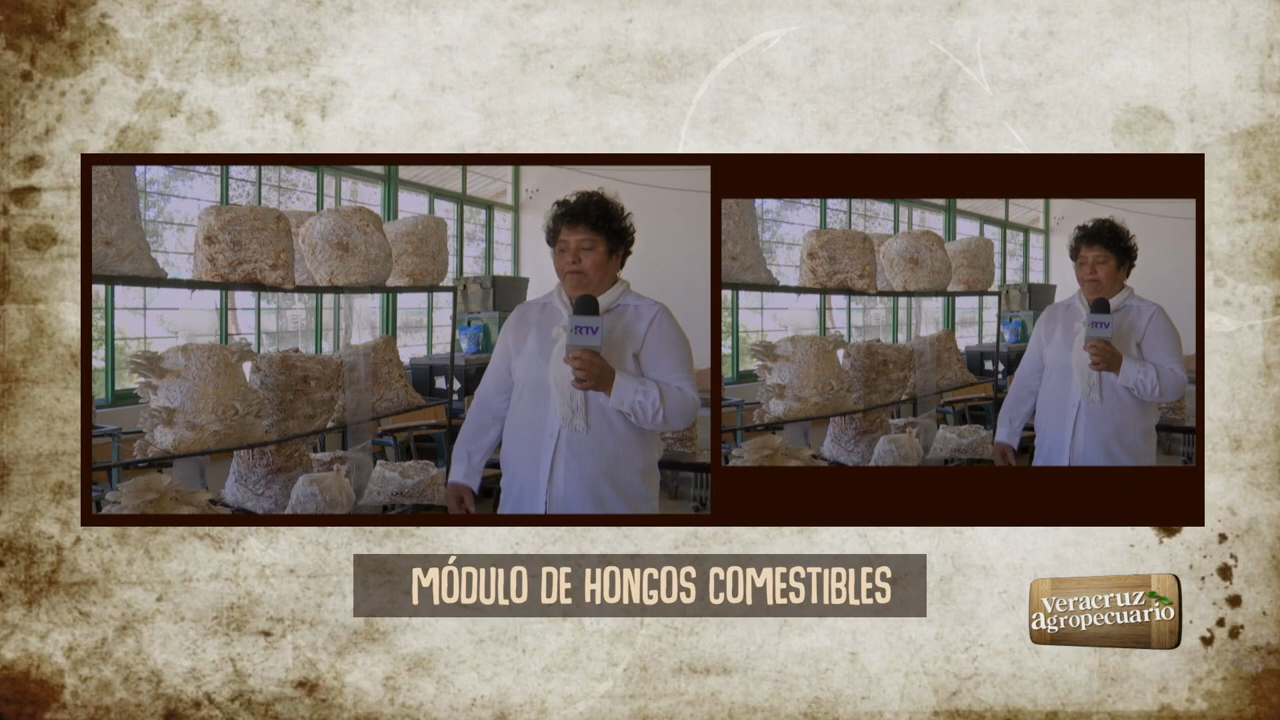 RTV
RTV
MÓDULO DE HONGOS COMESTIBLES
veracruz
agropecuario